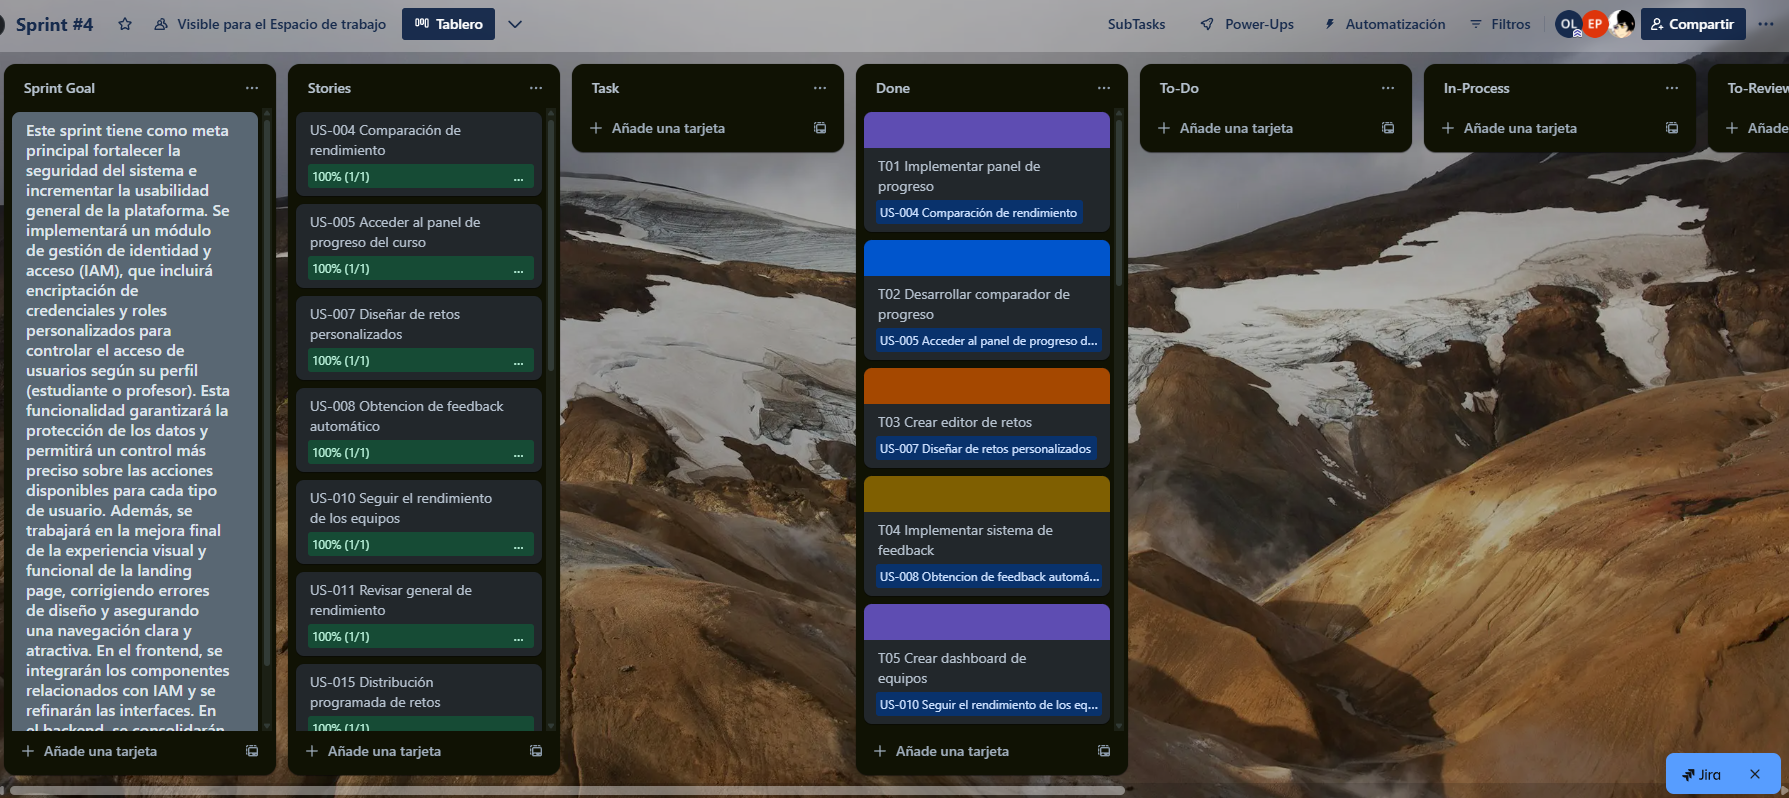 Sprint #4
Visible para el Espacio de trabajo
Tablero
SubTasks
Power-Ups
Automatización
Filtros
OL
EP
Compartir
Sprint Goal
Este sprint tiene como meta
principal fortalecer la
seguridad del sistema e
incrementar la usabilidad
general de la plataforma. Se
implementará un módulo
de gestión de identidad y
acceso (IAM), que incluirá
encriptación de
credenciales y roles
personalizados para
controlar el acceso de
usuarios según su perfil
(estudiante o profesor). Esta
funcionalidad garantizará la
protección de los datos y
permitirá un control más
preciso sobre las acciones
disponibles para cada tipo
de usuario. Además, se
trabajará en la mejora final
de la experiencia visual y
funcional de la landing
page, corrigiendo errores
de diseño y asegurando
una navegación clara y
atractiva. En el frontend, se
integrarán los componentes
relacionados con IAM y se
refinarán las interfaces. En
el backend, se consolidarán
Añade una tarjeta
Stories
US-004 Comparación de
rendimiento
100% (1/1)
...
US-005 Acceder al panel de
progreso del curso
100% (1/1)
...
US-007 Diseñar de retos
personalizados
100% (1/1)
...
US-008 Obtencion de feedback
automático
100% (1/1)
...
US-010 Seguir el rendimiento
de los equipos
100% (1/1)
...
US-011 Revisar general de
rendimiento
100% (1/1)
...
US-015 Distribución
programada de retos
100% (1/1)
Añade una tarjeta
Task
Añade una tarjeta
Done
T01 Implementar panel de
progreso
US-004 Comparación de rendimiento
T02 Desarrollar comparador de
progreso
US-005 Acceder al panel de progreso d...
T03 Crear editor de retos
US-007 Diseñar de retos personalizados
T04 Implementar sistema de
feedback
US-008 Obtencion de feedback automá...
T05 Crear dashboard de
equipos
US-010 Seguir el rendimiento de los eq...
Añade una tarjeta
To-Do
Añade una tarjeta
In-Process
Añade una tarjeta
To-Review
Añade
Jira